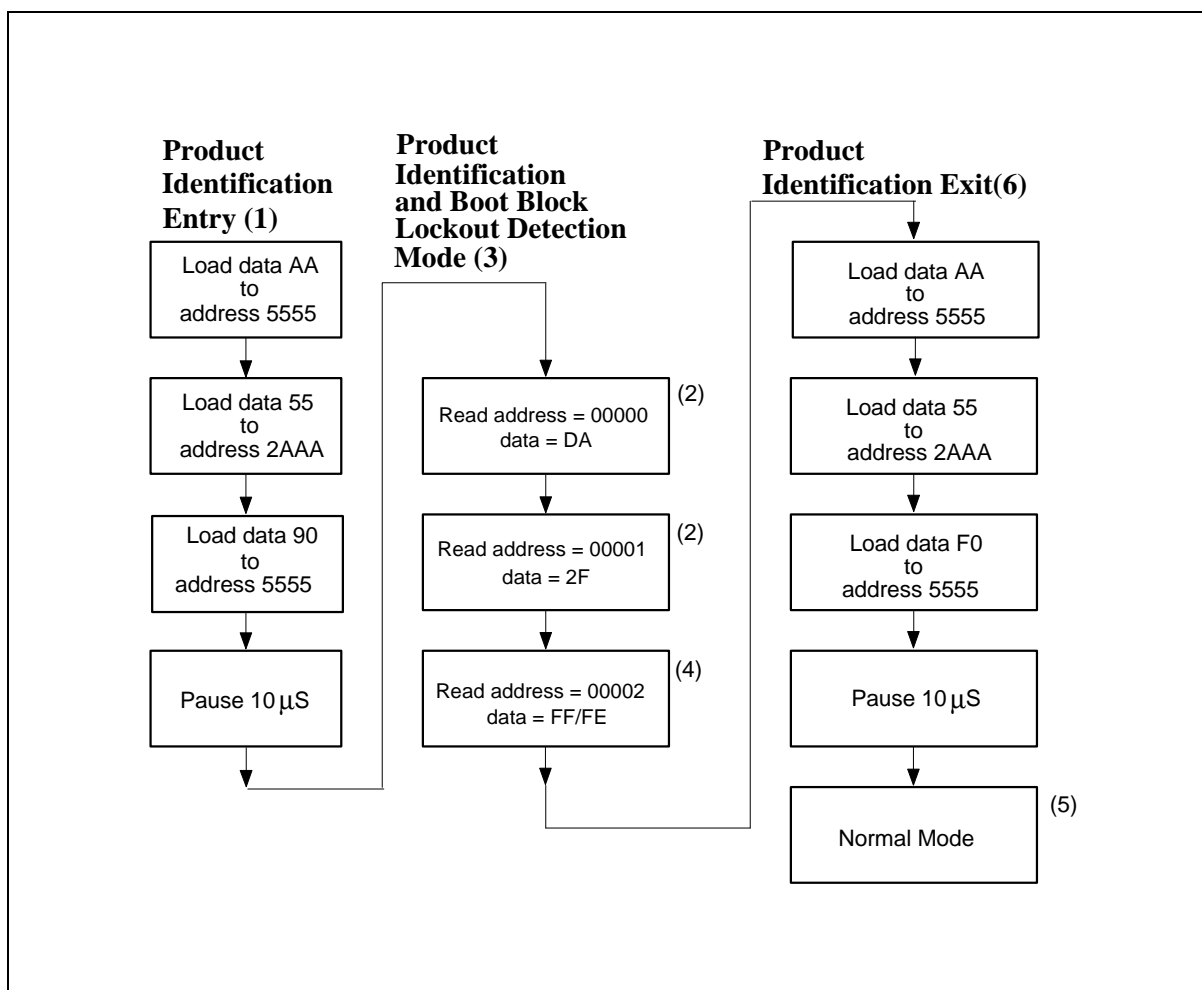 Product
Identification
Entry (1)
Load data AA
to
address 5555
Load data 55
to
address 2AAA
Load data 90
to
address 5555
Pause 10 µS
Product
Identification
and Boot Block
Lockout Detection
Mode (3)
Read address = 00000
data = DA
(2)
Read address = 00001
data = 2F
(2)
Read address = 00002
data = FF/FE
(4)
Product
Identification Exit(6)
Load data AA
to
address 5555
Load data 55
to
address 2AAA
Load data F0
to
address 5555
Pause 10 µS
Normal Mode
(5)